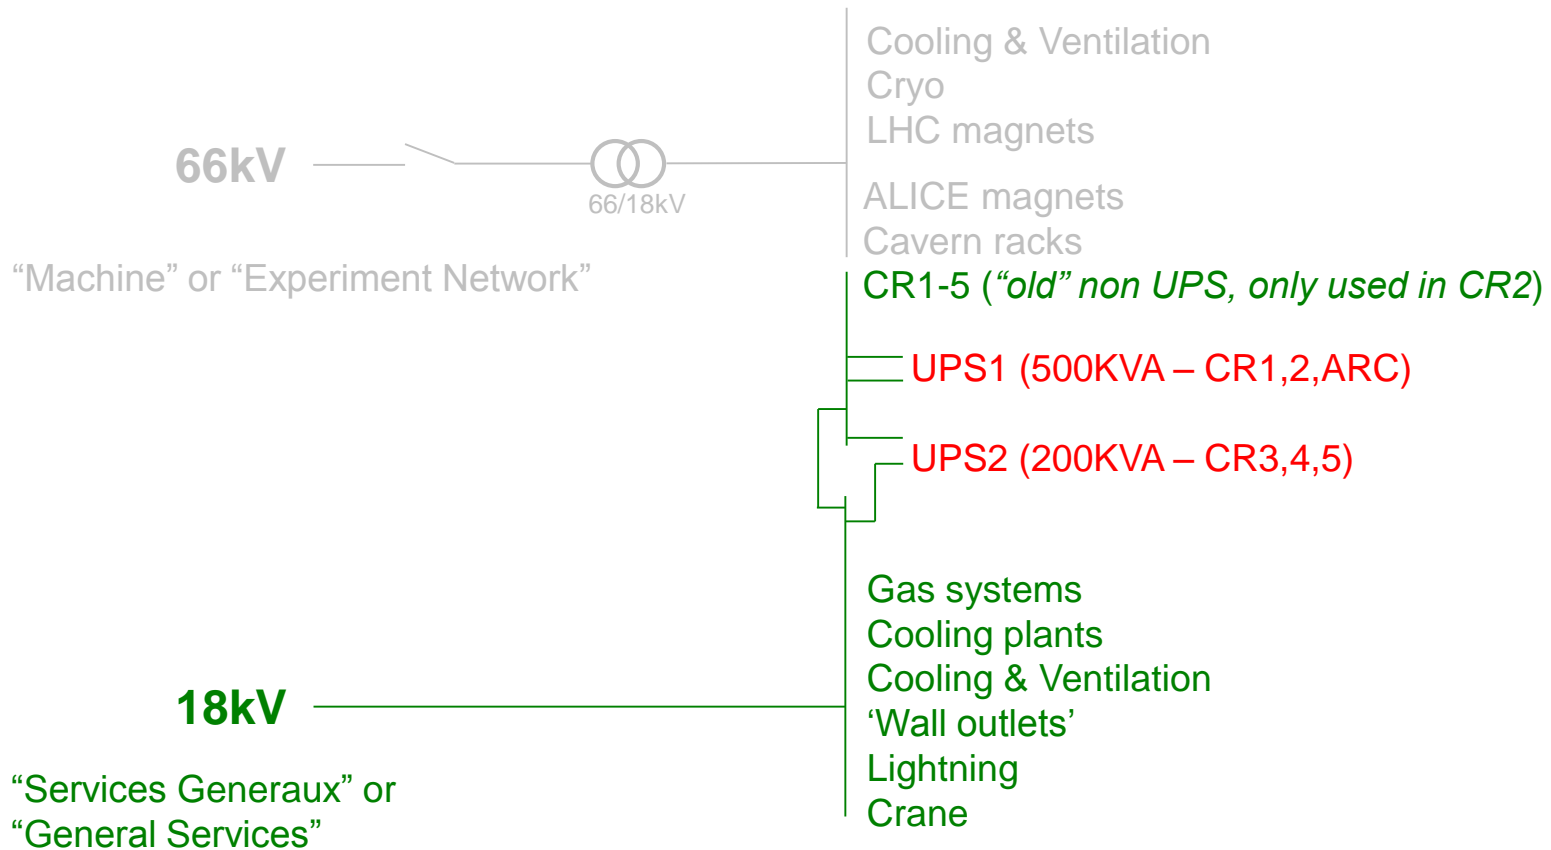 Cooling & Ventilation
Cryo
LHC magnets
66kV
66/18kV
ALICE magnets
Cavern racks
“Machine” or “Experiment Network”
CR1-5 (“old” non UPS, only used in CR2)
UPS1 (500KVA – CR1,2,ARC)
UPS2 (200KVA – CR3,4,5)
Gas systems
Cooling plants
Cooling & Ventilation
18kV
‘Wall outlets’
Lightning
Crane
“Services Generaux” or
“General Services”